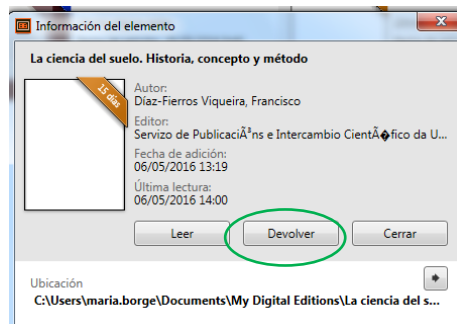 Información del elemento
La ciencia del suelo. Historia, concepto y método
15 días
Autor:
Díaz-Fierros Viqueira, Francisco
Editor:
Servizo de PublicaciÃ³ns e Intercambio CientÃ�fico da U...
Fecha de adición:
06/05/2016 13:19
Última lectura:
06/05/2016 14:00
Leer Devolver Cerrar
Ubicación
C:\Users\maria.borge\Documents\My Digital Editions\La ciencia del s...